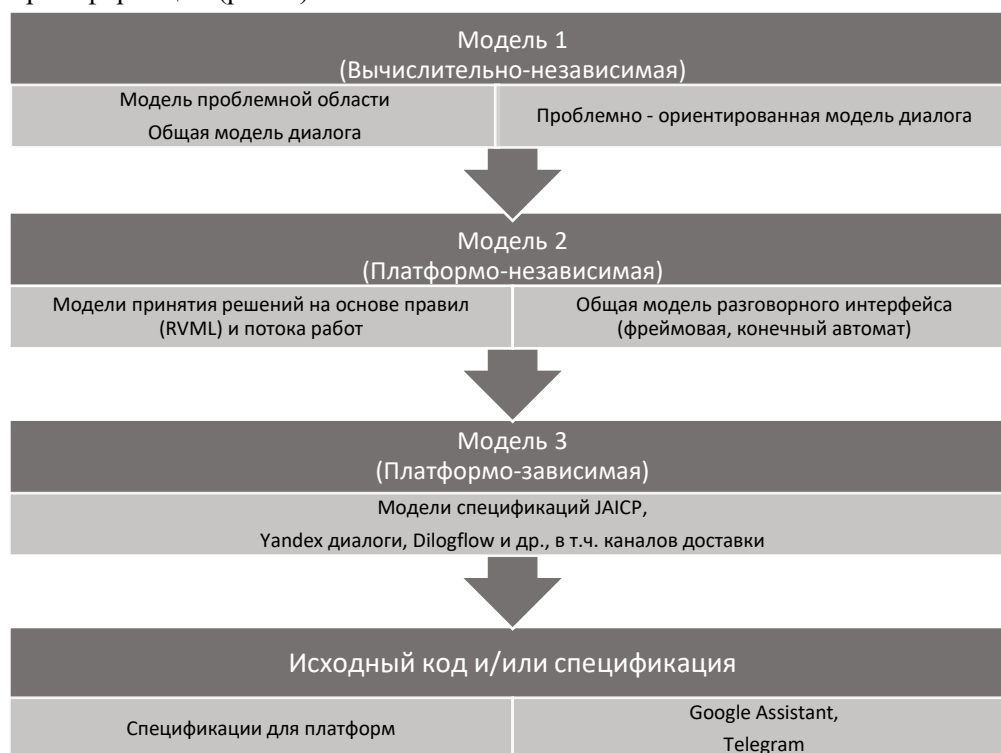 Модель 1
(Вычислительно-независимая)
Модель проблемной области
Общая модель диалога
Проблемно - ориентированная модель диалога
Модель 2
(Платформо-независимая)
Модели принятия решений на основе правил
(RVML) и потока работ
Общая модель разговорного интерфейса
(фреймовая, конечный автомат)
Модель 3
(Платформо-зависимая)
Модели спецификаций JAICP,
Yandex диалоги, Dilogflow и др., в т.ч. каналов доставки
Исходный код и/или спецификация
Спецификации для платформ
Google Assistant,
Telegram